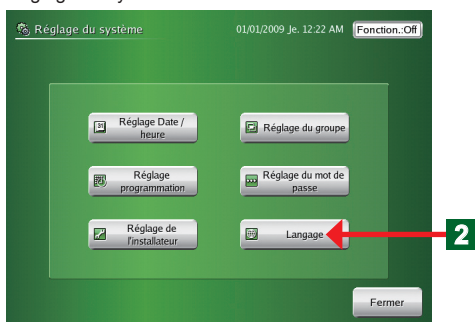 Réglage du système 01/01/2009 Je. 12:22 AM Fonction.:Off
Réglage Date /
heure
Réglage du groupe
Réglage
programmation
Réglage du mot de
passe
Réglage de
l'installateur
Langage
2
Fermer